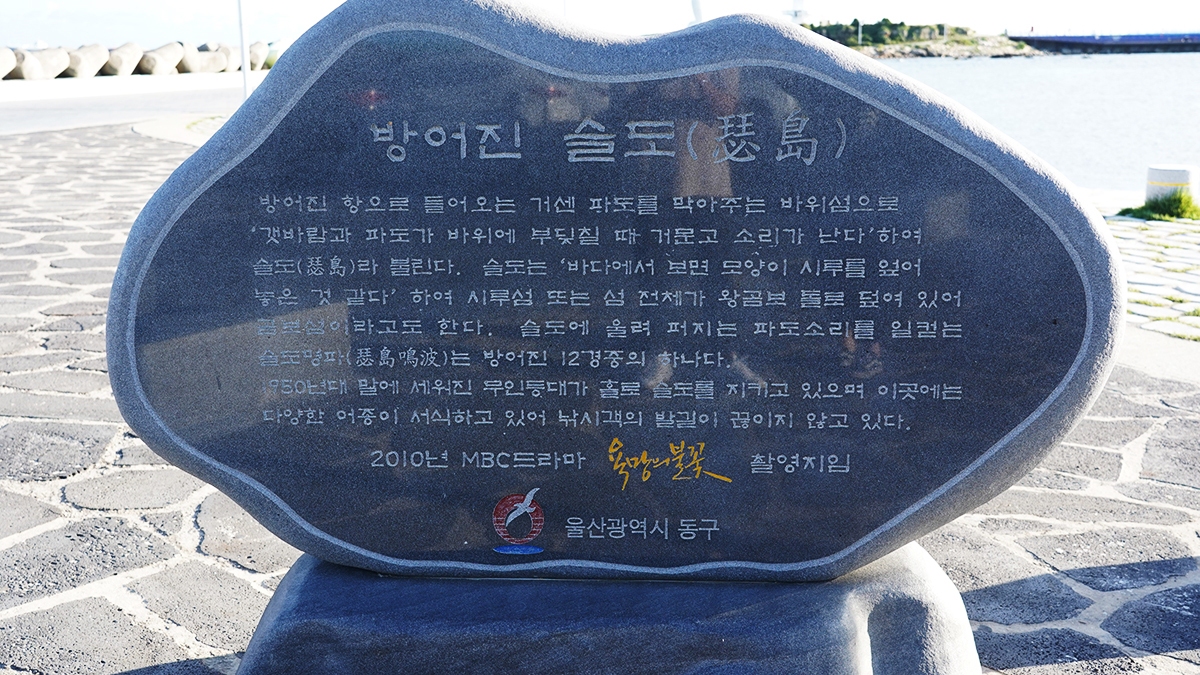 방어진 슬도(瑟島)
방어진 항으로 들어오는 거센 파도를 막아주는 바위섬으로
‘갯바람과 파도가 바위에 부딪칠 때 거문고 소리가 난다’하여
슬도(瑟島)라 불린다. 슬도는 ‘바다에서 보면 모양이 시루를 엎어
놓은 것 같다’ 하여 시루섬 또는 섬 전체가 왕곰보 돌로 덮여 있어
곰보섬이라고도 한다. 슬도에 울려 퍼지는 파도소리를 일컫는
슬도명파(瑟島鳴波)는 방어진 12경중의 하나다.
1950년대 말에 세워진 무인등대가 홀로 슬도를 지키고 있으며 이곳에는
다양한 어종이 서식하고 있어 낚시객의 발길이 끊이지 않고 있다.
2010년 MBC드라마 욕망의불꽃 촬영지임
울산광역시 동구